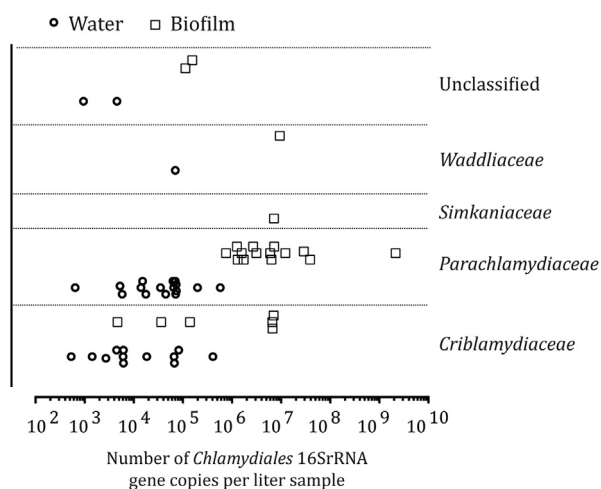 Water Biofilm
Unclassified
Waddliaceae
Simkaniaceae
Parachlamydiaceae
Criblamydiaceae
10^2 10^3 10^4 10^5 10^6 10^7 10^8 10^9 10^10
Number of Chlamydiales 16SrRNA
gene copies per liter sample